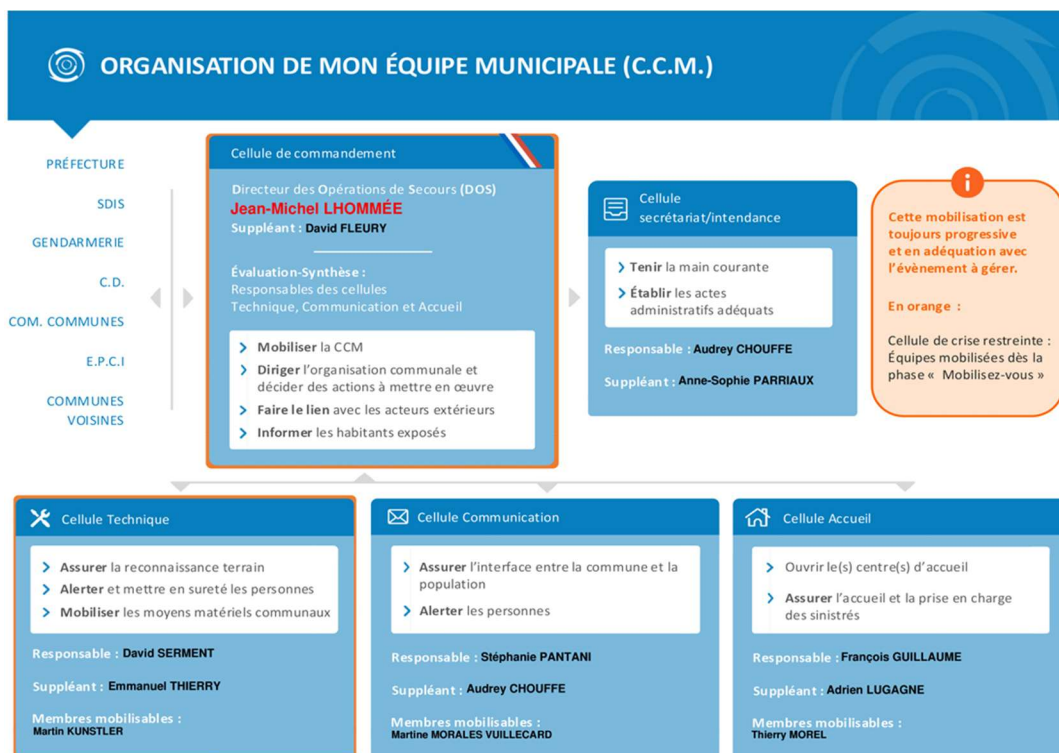 ORGANISATION DE MON ÉQUIPE MUNICIPALE (C.C.M.)
PRÉFECTURE
SDIS
GENDARMERIE
C.D.
COM. COMMUNES
E.P.C.I
COMMUNES
VOISINES
Cellule de commandement
Directeur des Opérations de Secours (DOS)
Jean-Michel LHOMMÉE
Suppléant : David FLEURY
Évaluation-Synthèse :
Responsables des cellules
Technique, Communication et Accueil
Mobiliser la CCM
Diriger l'organisation communale et
décider des actions à mettre en œuvre
Faire le lien avec les acteurs extérieurs
Informer les habitants exposés
Cellule
secrétariat/intendance
Tenir la main courante
Établir les actes
administratifs adéquats
Responsable : Audrey CHOUFFE
Suppléant : Anne-Sophie PARRIAUX
i
Cette mobilisation est
toujours progressive
et en adéquation avec
l'évènement à gérer.
En orange :
Cellule de crise restreinte :
Équipes mobilisées dès la
phase « Mobilisez-vous »
Cellule Technique
Assurer la reconnaissance terrain
Alerter et mettre en sureté les personnes
Mobiliser les moyens matériels communaux
Responsable : David SERMENT
Suppléant : Emmanuel THIERRY
Membres mobilisables :
Martin KUNSTLER
Cellule Communication
Assurer l'interface entre la commune et la
population
Alerter les personnes
Responsable : Stéphanie PANTANI
Suppléant : Audrey CHOUFFE
Membres mobilisables :
Martine MORALES VUILLECARD
Cellule Accueil
Ouvrir le(s) centre(s) d'accueil
Assurer l'accueil et la prise en charge
des sinistrés
Responsable : François GUILLAUME
Suppléant : Adrien LUGAGNE
Membres mobilisables :
Thierry MOREL